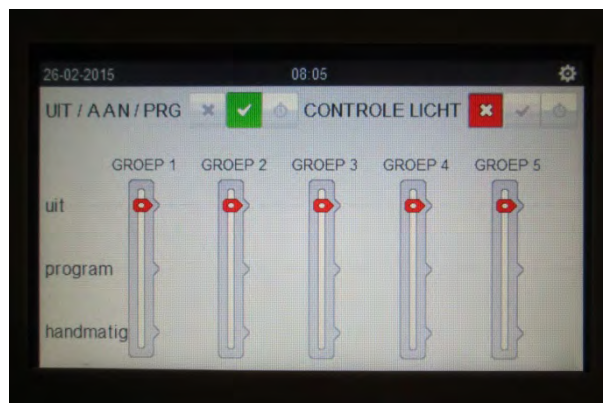 26-02-2015 08:05
UIT / AAN / PRG CONTROLE LICHT
GROEP 1 GROEP 2 GROEP 3 GROEP 4 GROEP 5
uit
program
handmatig